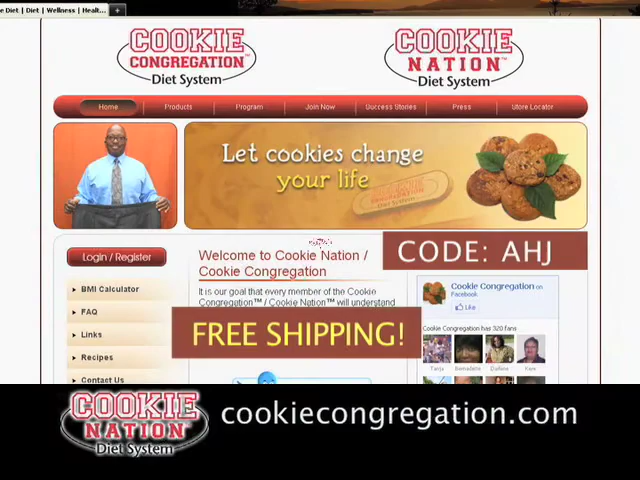 e Diet | Diet | Wellness | Healt...
COOKIE
CONGREGATION™
Diet System
COOKIE
NATION™
Diet System
Home
Products
Program
Join Now
Success Stories
Press
Store Locator
Let cookies change
your life
Login / Register
BMI Calculator
FAQ
Links
Recipes
Contact Us
Welcome to Cookie Nation /
Cookie Congregation
It is our goal that every member of the Cookie
Congregation™ / Cookie Nation™ will understand
CODE: AHJ
Cookie Congregation on
Facebook
Like
FREE SHIPPING!
Cookie Congregation has 320 fans
Tanja
Bernadette
Darlene
Kem
COOKIE
NATION™
Diet System
cookiecongregation.com